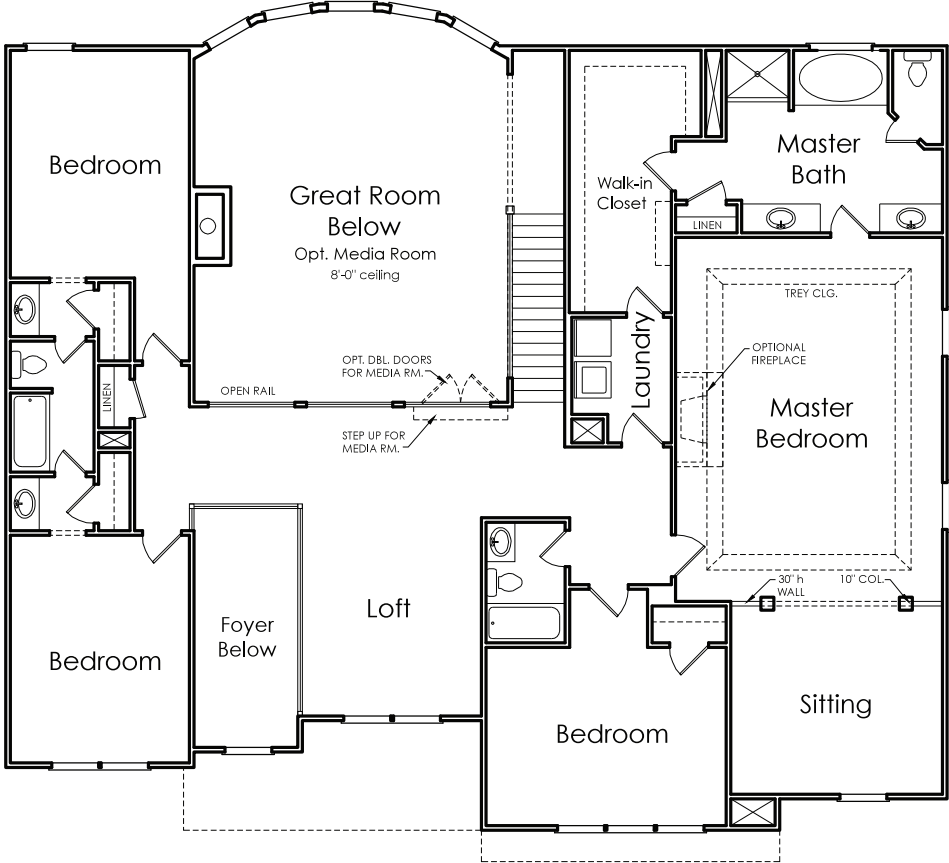 Bedroom
Great Room
Below
Opt. Media Room
8'-0" ceiling
Walk-in
Closet
Master
Bath
LINEN
TREY CLG.
OPTIONAL
FIREPLACE
Laundry
OPT. DBL. DOORS
FOR MEDIA RM.
OPEN RAIL
LINEN
STEP UP FOR
MEDIA RM.
Master
Bedroom
30" h
WALL
10" COL.
Loft
Foyer
Below
Bedroom
Bedroom
Sitting